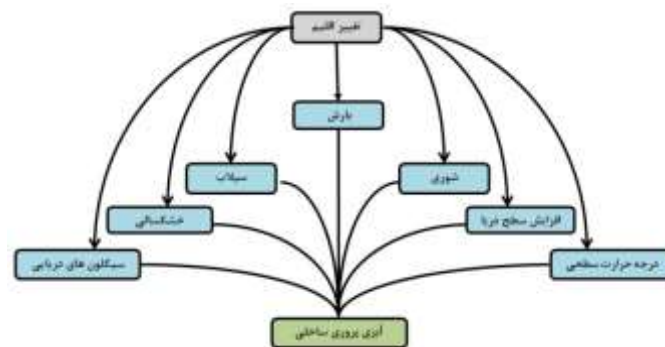 تغییر اقلیم
بارش
سیلاب
شوری
خشکسالی
افزایش سطح دریا
سیکلون های دریایی
درجه حرارت سطحی
آبزی پروری ساحلی